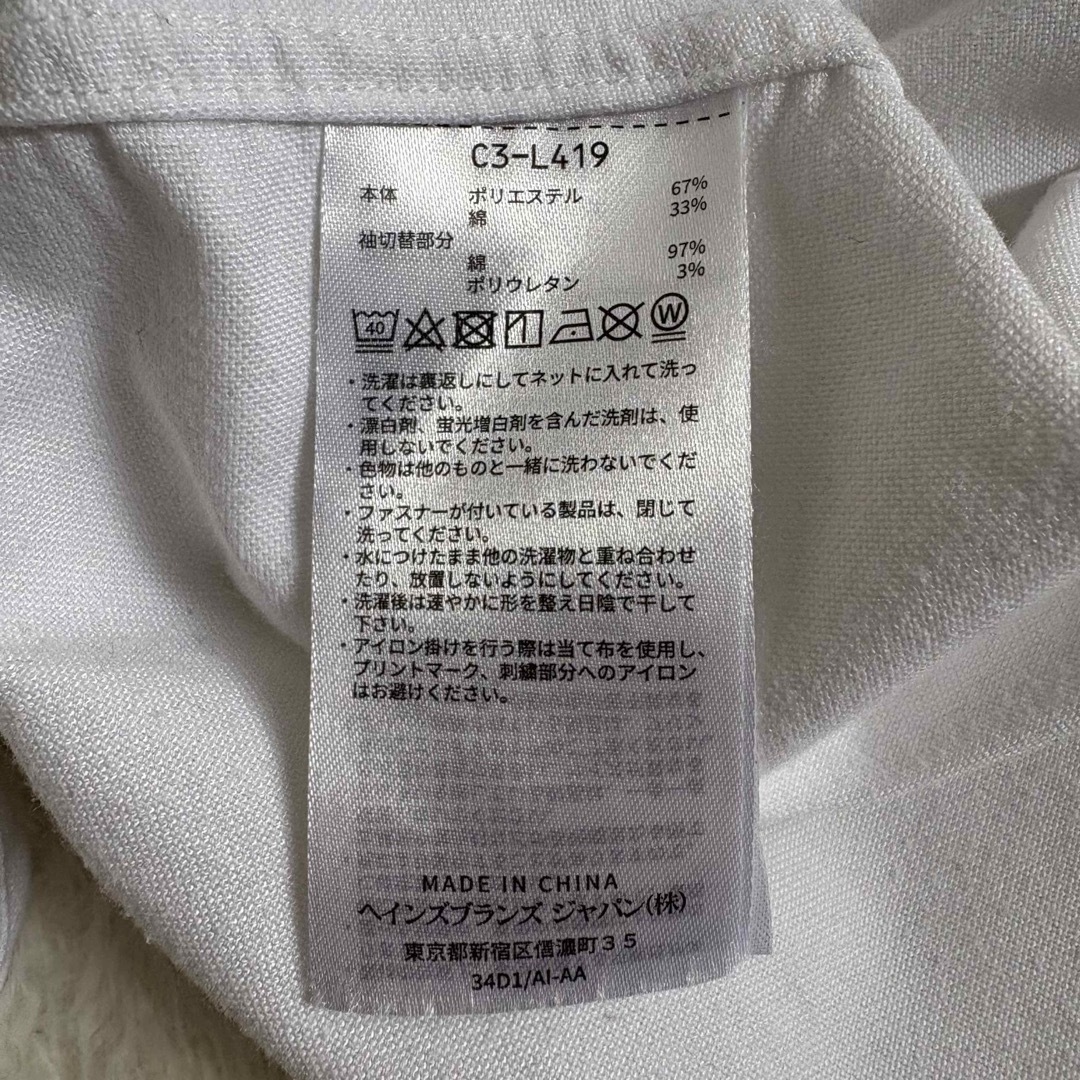 C3-L419
本体 ポリエステル 67%
綿 33%
袖切替部分
綿 97%
ポリウレタン 3%
40 W
・洗濯は裏返しにしてネットに入れて洗っ
てください。
・漂白剤、蛍光増白剤を含んだ洗剤は、使
用しないでください。
・色物は他のものと一緒に洗わないでくだ
さい。
・ファスナーが付いている製品は、閉じて
洗ってください。
・水につけたまま他の洗濯物と重ね合わせ
たり、放置しないようにしてください。
・洗濯後は速やかに形を整え日陰で干して
下さい。
・アイロン掛けを行う際は当て布を使用し、
プリントマーク、刺繍部分へのアイロン
はお避けください。
MADE IN CHINA
ヘインズブランズ ジャパン(株)
東京都新宿区信濃町35
34D1/AI-AA